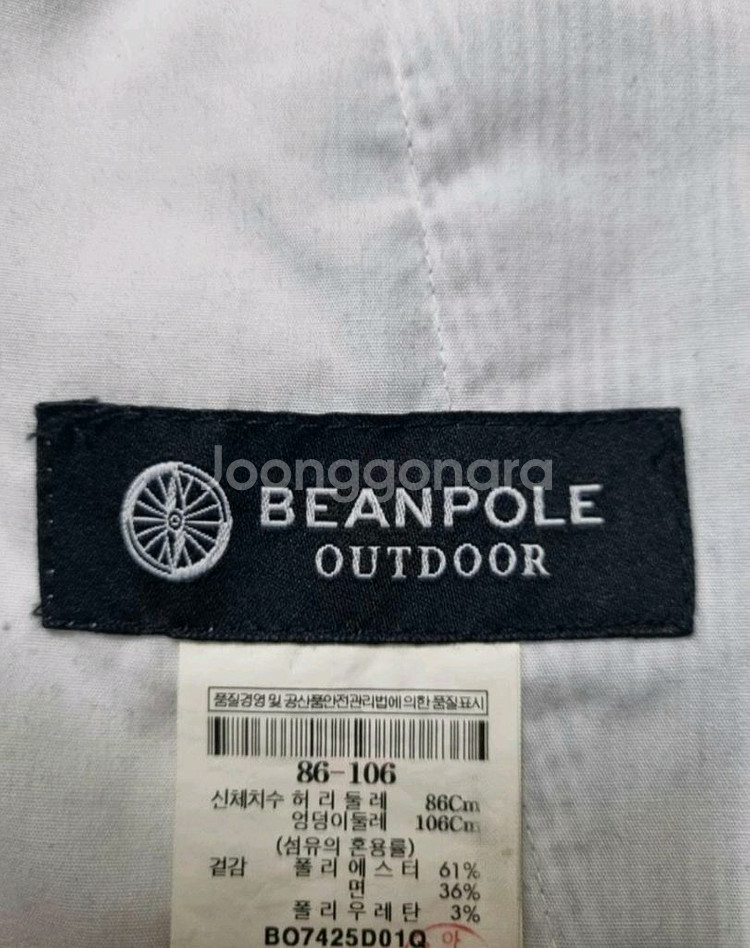 Joonggonara
BEANPOLE
OUTDOOR
품질경영 및 공산품안전관리법에 의한 품질표시
86-106
신체치수 허 리 둘 레 86Cm
엉덩이둘레 106Cm
(섬유의 혼용률)
겉감 폴 리 에 스 터 61%
면 36%
폴 리 우 레 탄 3%
BO7425D01Q 아